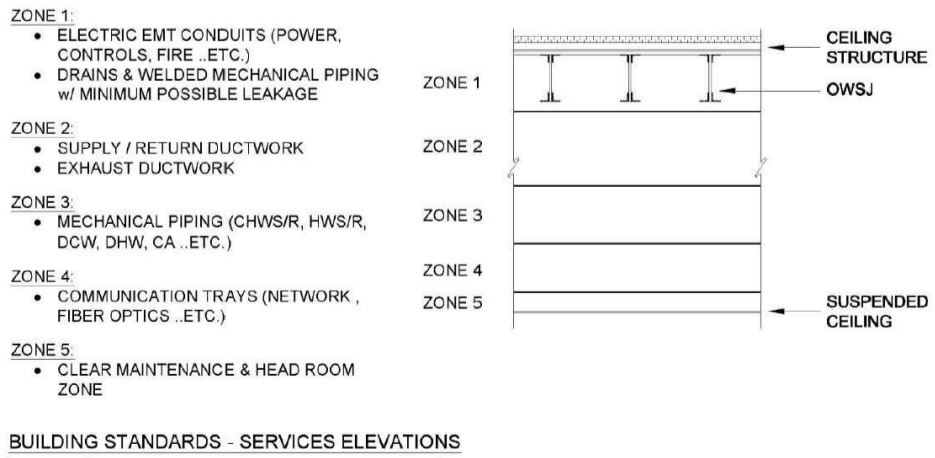 ZONE 1:
• ELECTRIC EMT CONDUITS (POWER,
CONTROLS, FIRE ..ETC.)
• DRAINS & WELDED MECHANICAL PIPING
w/ MINIMUM POSSIBLE LEAKAGE
ZONE 2:
• SUPPLY / RETURN DUCTWORK
• EXHAUST DUCTWORK
ZONE 3:
• MECHANICAL PIPING (CHWS/R, HWS/R,
DCW, DHW, CA ..ETC.)
ZONE 4:
• COMMUNICATION TRAYS (NETWORK ,
FIBER OPTICS ..ETC.)
ZONE 5:
• CLEAR MAINTENANCE & HEAD ROOM
ZONE
ZONE 1
ZONE 2
ZONE 3
ZONE 4
ZONE 5
CEILING
STRUCTURE
OWSJ
SUSPENDED
CEILING
BUILDING STANDARDS - SERVICES ELEVATIONS